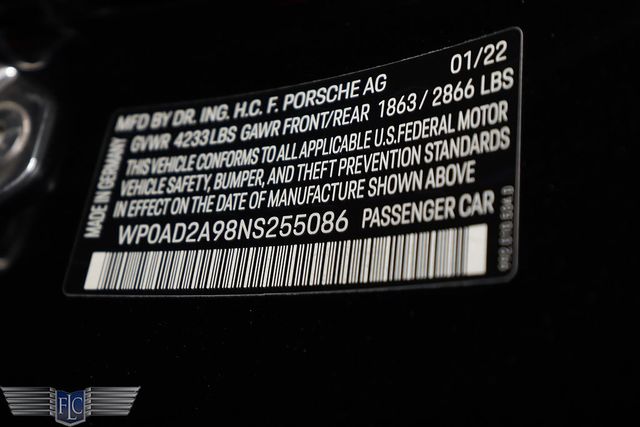 01/22
MFD BY DR. ING. H.C. F. PORSCHE AG
GVWR 4233LBS GAWR FRONT/REAR 1863 / 2866 LBS
THIS VEHICLE CONFORMS TO ALL APPLICABLE U.S.FEDERAL MOTOR
VEHICLE SAFETY, BUMPER, AND THEFT PREVENTION STANDARDS
IN EFFECT ON THE DATE OF MANUFACTURE SHOWN ABOVE
WP0AD2A98NS255086 PASSENGER CAR
MADE IN GERMANY
FLC